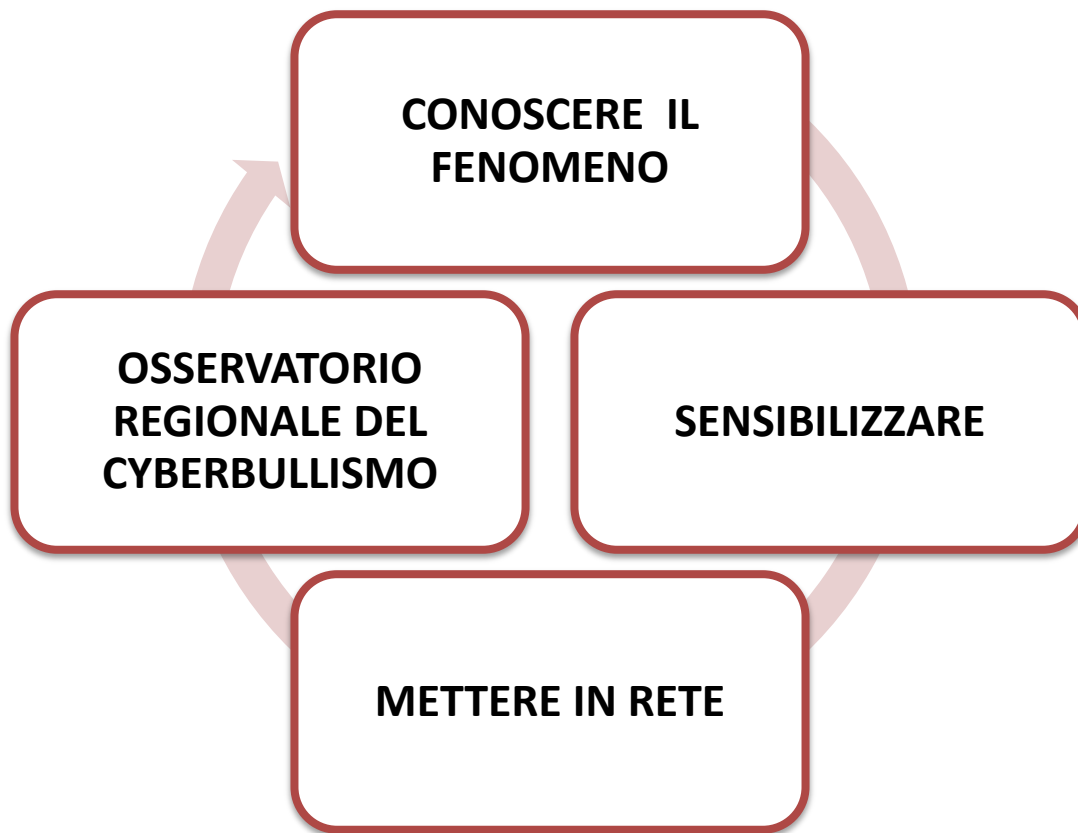 CONOSCERE IL
FENOMENO
OSSERVATORIO
REGIONALE DEL
CYBERBULLISMO
SENSIBILIZZARE
METTERE IN RETE